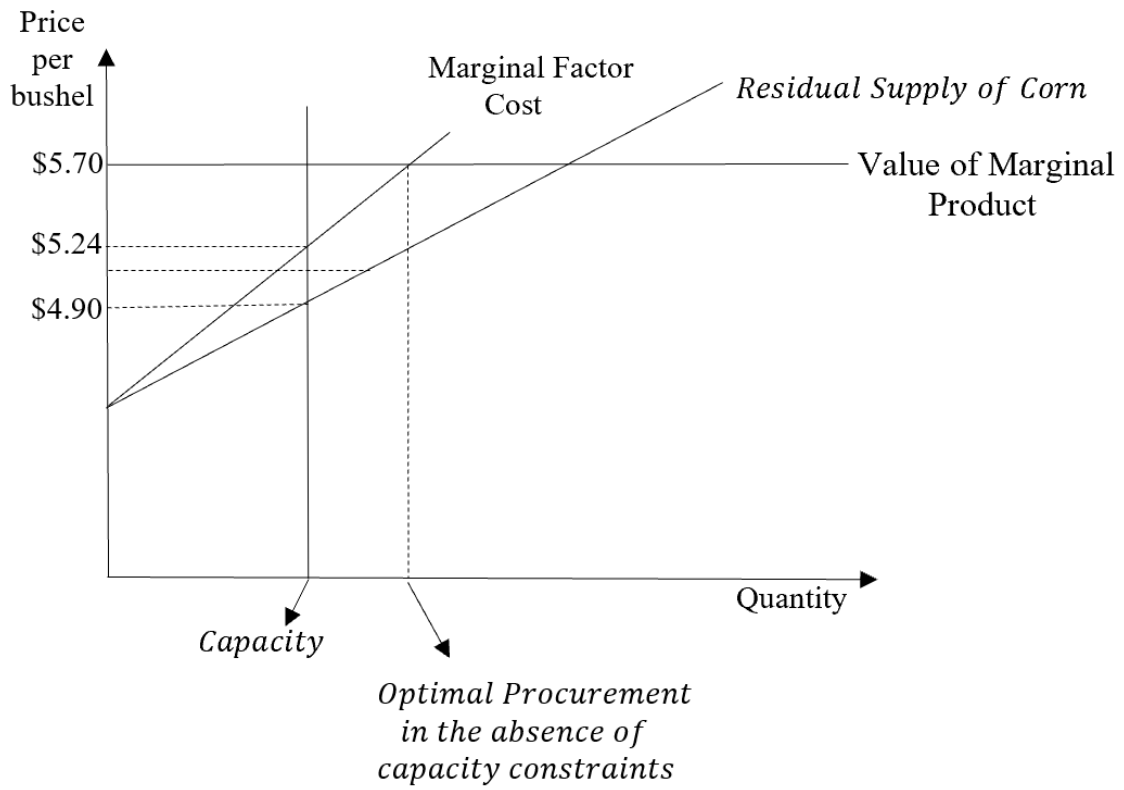 Price
per
bushel
Marginal Factor
Cost
Residual Supply of Corn
$5.70
Value of Marginal
Product
$5.24
$4.90
Quantity
Capacity
Optimal Procurement
in the absence of
capacity constraints